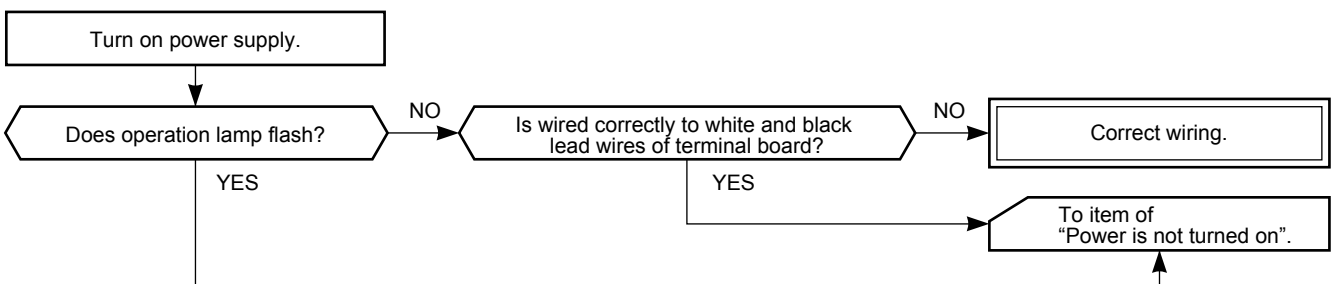 Turn on power supply.
Does operation lamp flash?
NO
Is wired correctly to white and black
lead wires of terminal board?
NO
Correct wiring.
YES
YES
To item of
“Power is not turned on”.